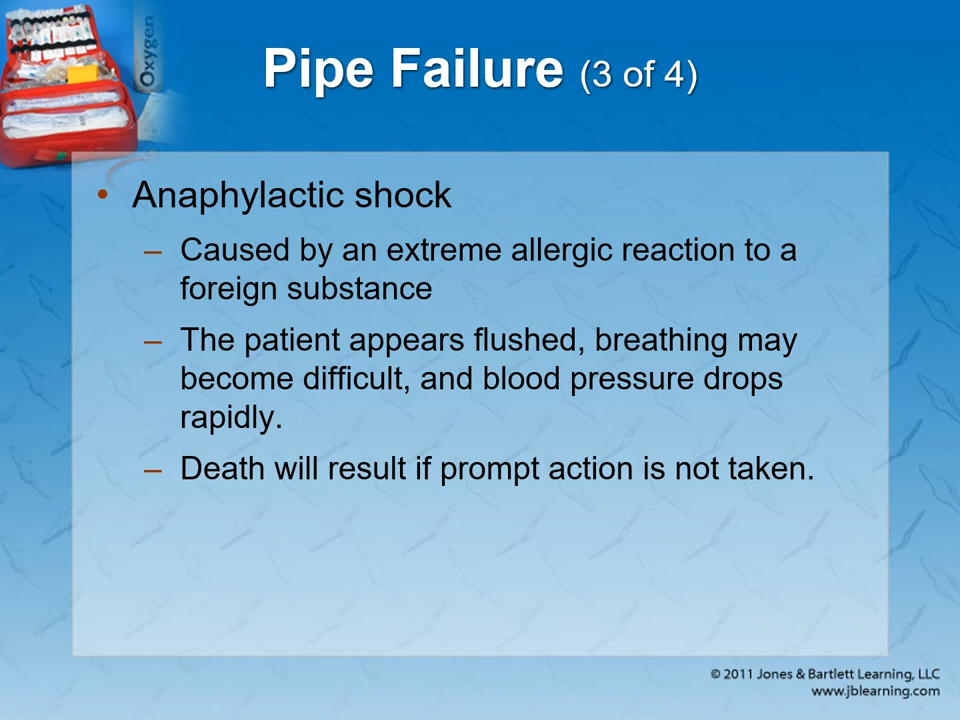 Oxygen
Pipe Failure (3 of 4)
• Anaphylactic shock
– Caused by an extreme allergic reaction to a
foreign substance
– The patient appears flushed, breathing may
become difficult, and blood pressure drops
rapidly.
– Death will result if prompt action is not taken.
© 2011 Jones & Bartlett Learning, LLC
www.jblearning.com